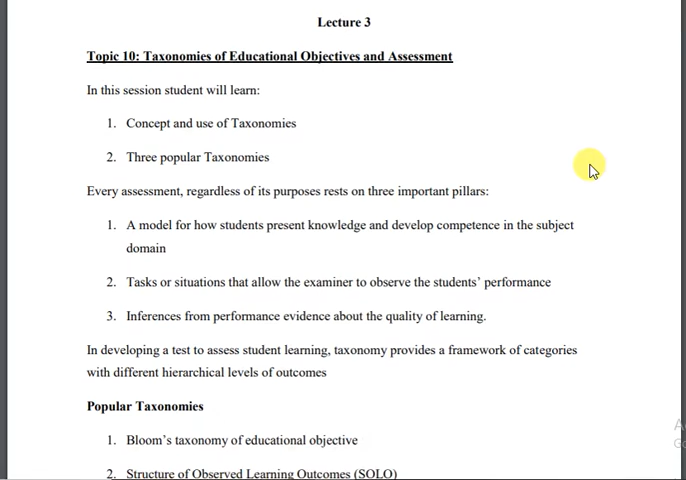 Lecture 3
Topic 10: Taxonomies of Educational Objectives and Assessment
In this session student will learn:
1. Concept and use of Taxonomies
2. Three popular Taxonomies
Every assessment, regardless of its purposes rests on three important pillars:
1. A model for how students present knowledge and develop competence in the subject
domain
2. Tasks or situations that allow the examiner to observe the students’ performance
3. Inferences from performance evidence about the quality of learning.
In developing a test to assess student learning, taxonomy provides a framework of categories
with different hierarchical levels of outcomes
Popular Taxonomies
1. Bloom’s taxonomy of educational objective
2. Structure of Observed Learning Outcomes (SOLO)